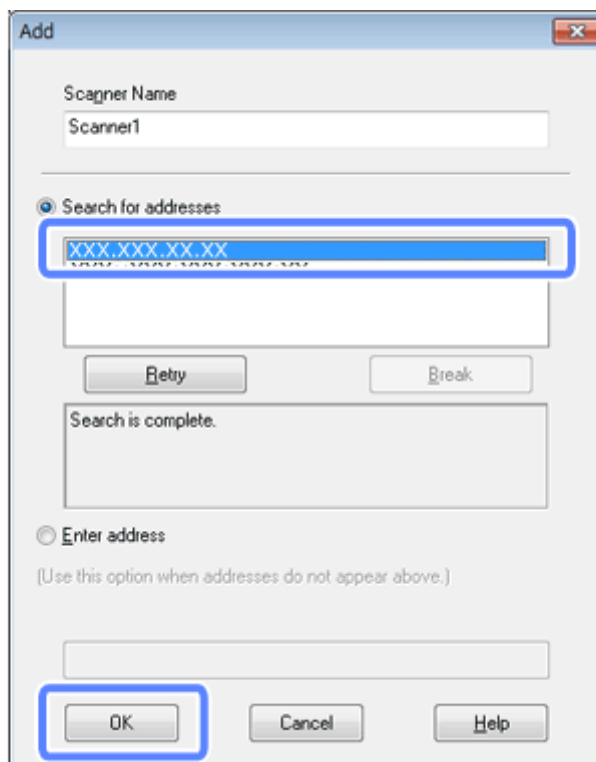 Add
Scanner Name
Scanner1
Search for addresses
XXX.XXX.XX.XX
Retry Break
Search is complete.
Enter address
(Use this option when addresses do not appear above.)
OK Cancel Help